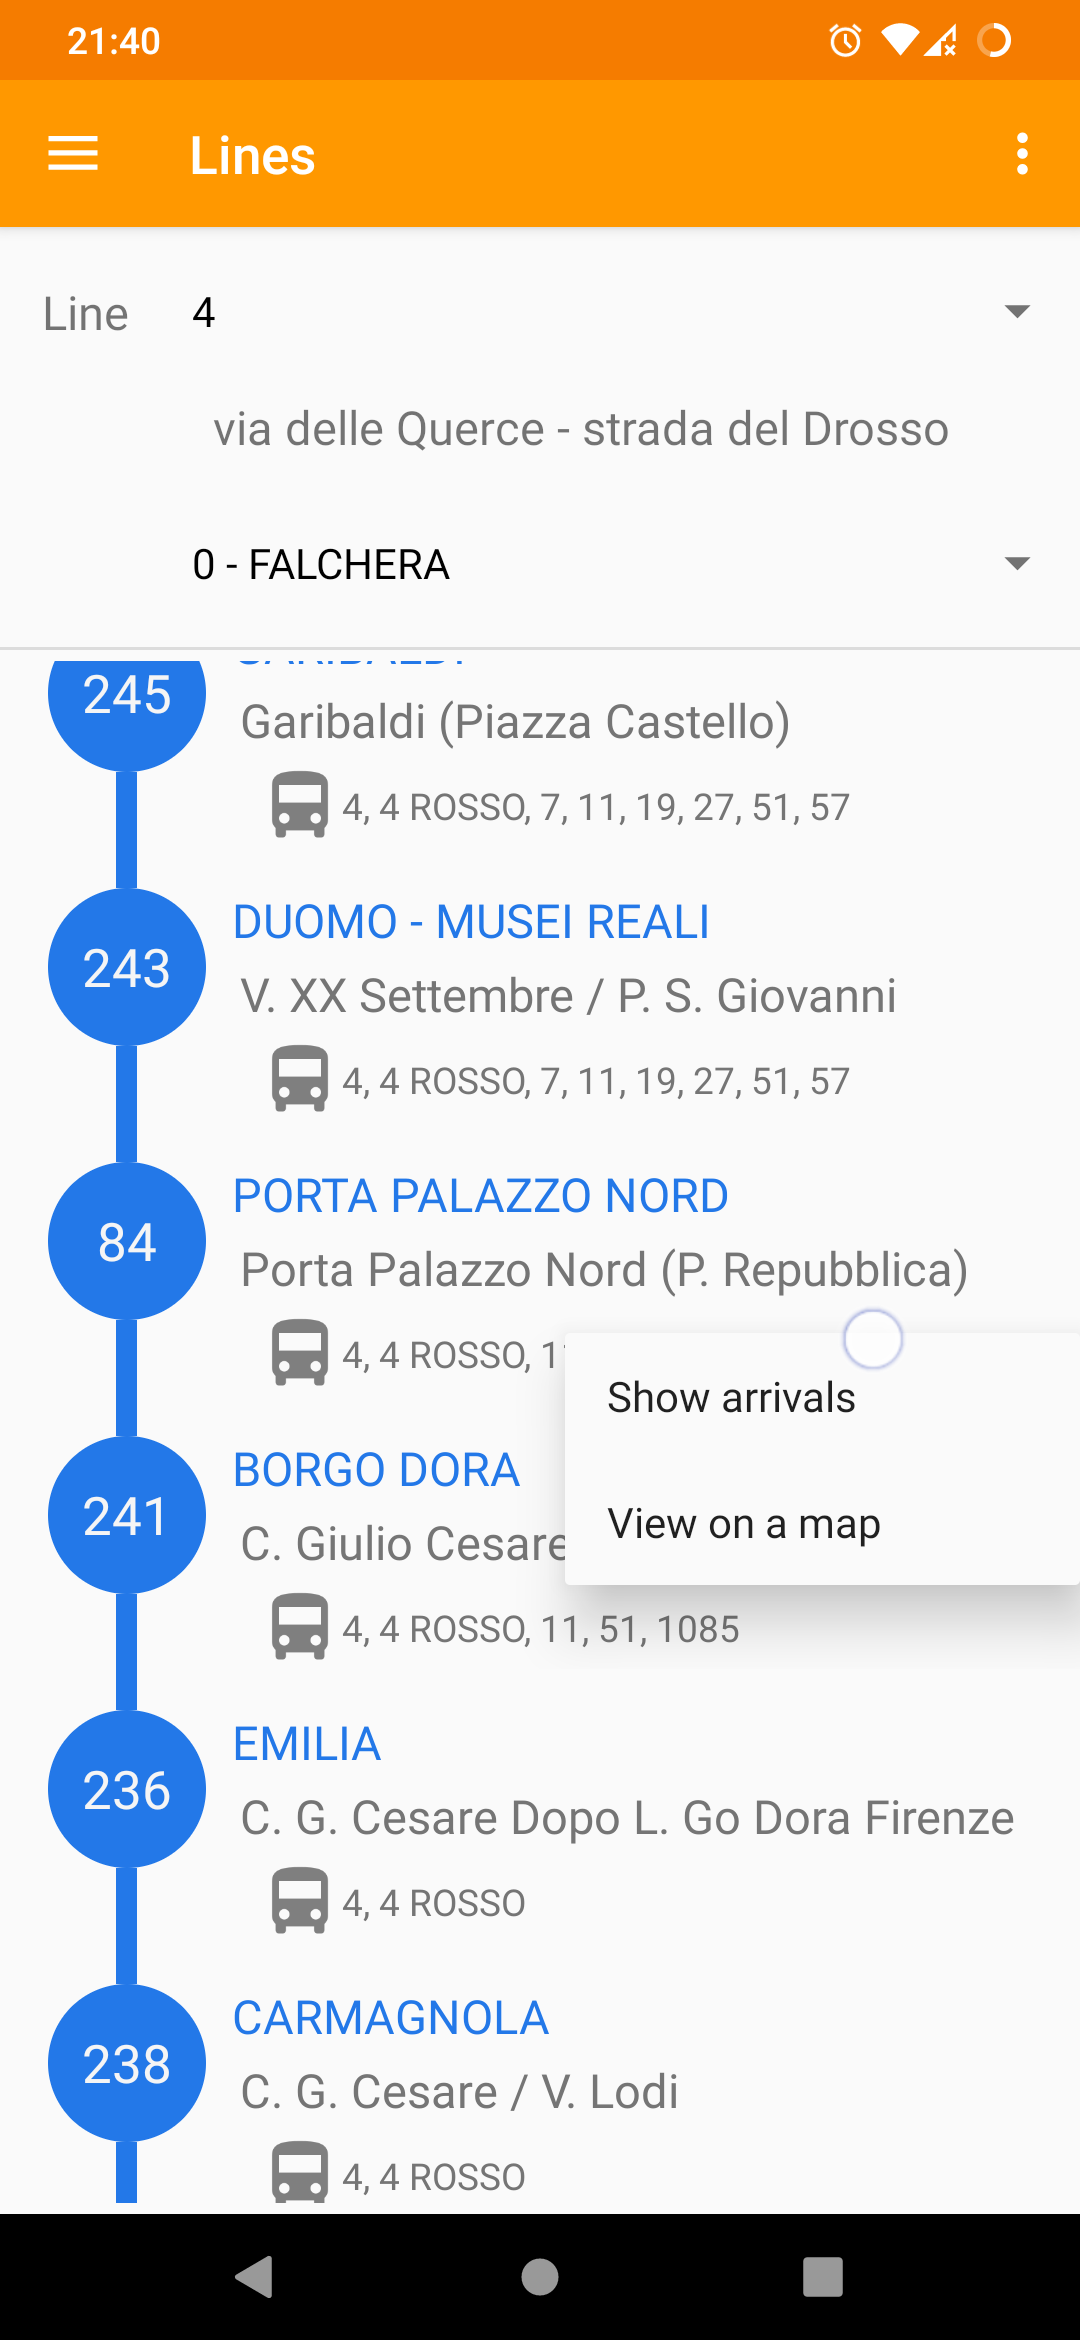 21:40
Lines
Line 4
via delle Querce - strada del Drosso
0 - FALCHERA
245
Garibaldi (Piazza Castello)
4, 4 ROSSO, 7, 11, 19, 27, 51, 57
DUOMO - MUSEI REALI
243
V. XX Settembre / P. S. Giovanni
4, 4 ROSSO, 7, 11, 19, 27, 51, 57
PORTA PALAZZO NORD
84
Porta Palazzo Nord (P. Repubblica)
4, 4 ROSSO,
Show arrivals
View on a map
BORGO DORA
241
C. Giulio Cesare
4, 4 ROSSO, 11, 51, 1085
EMILIA
236
C. G. Cesare Dopo L. Go Dora Firenze
4, 4 ROSSO
CARMAGNOLA
238
C. G. Cesare / V. Lodi
4, 4 ROSSO